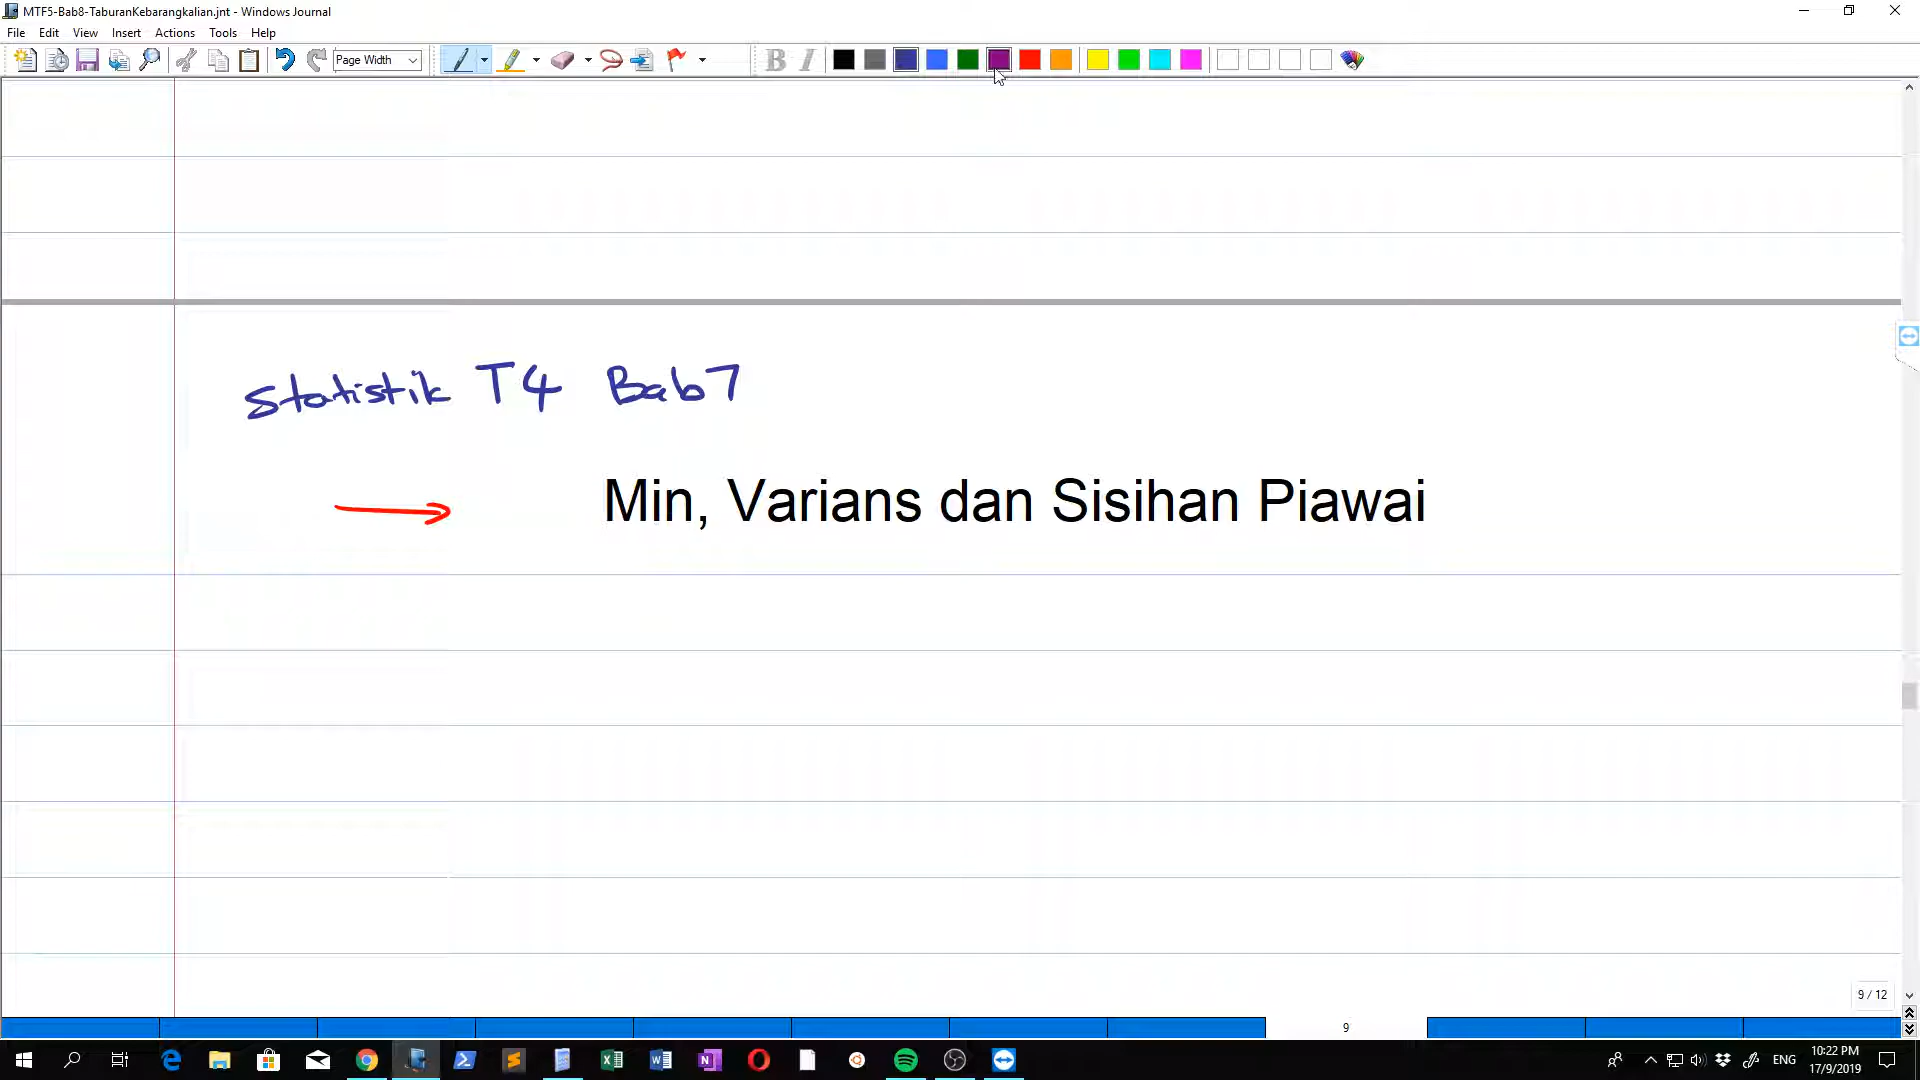 MTF5-Bab8-TaburanKebarangkalian.jnt - Windows Journal
File Edit View Insert Actions Tools Help
Page Width
B I
Statistik T4 Bab7
Min, Varians dan Sisihan Piawai
9 / 12
9
ENG
10:22 PM
17/9/2019